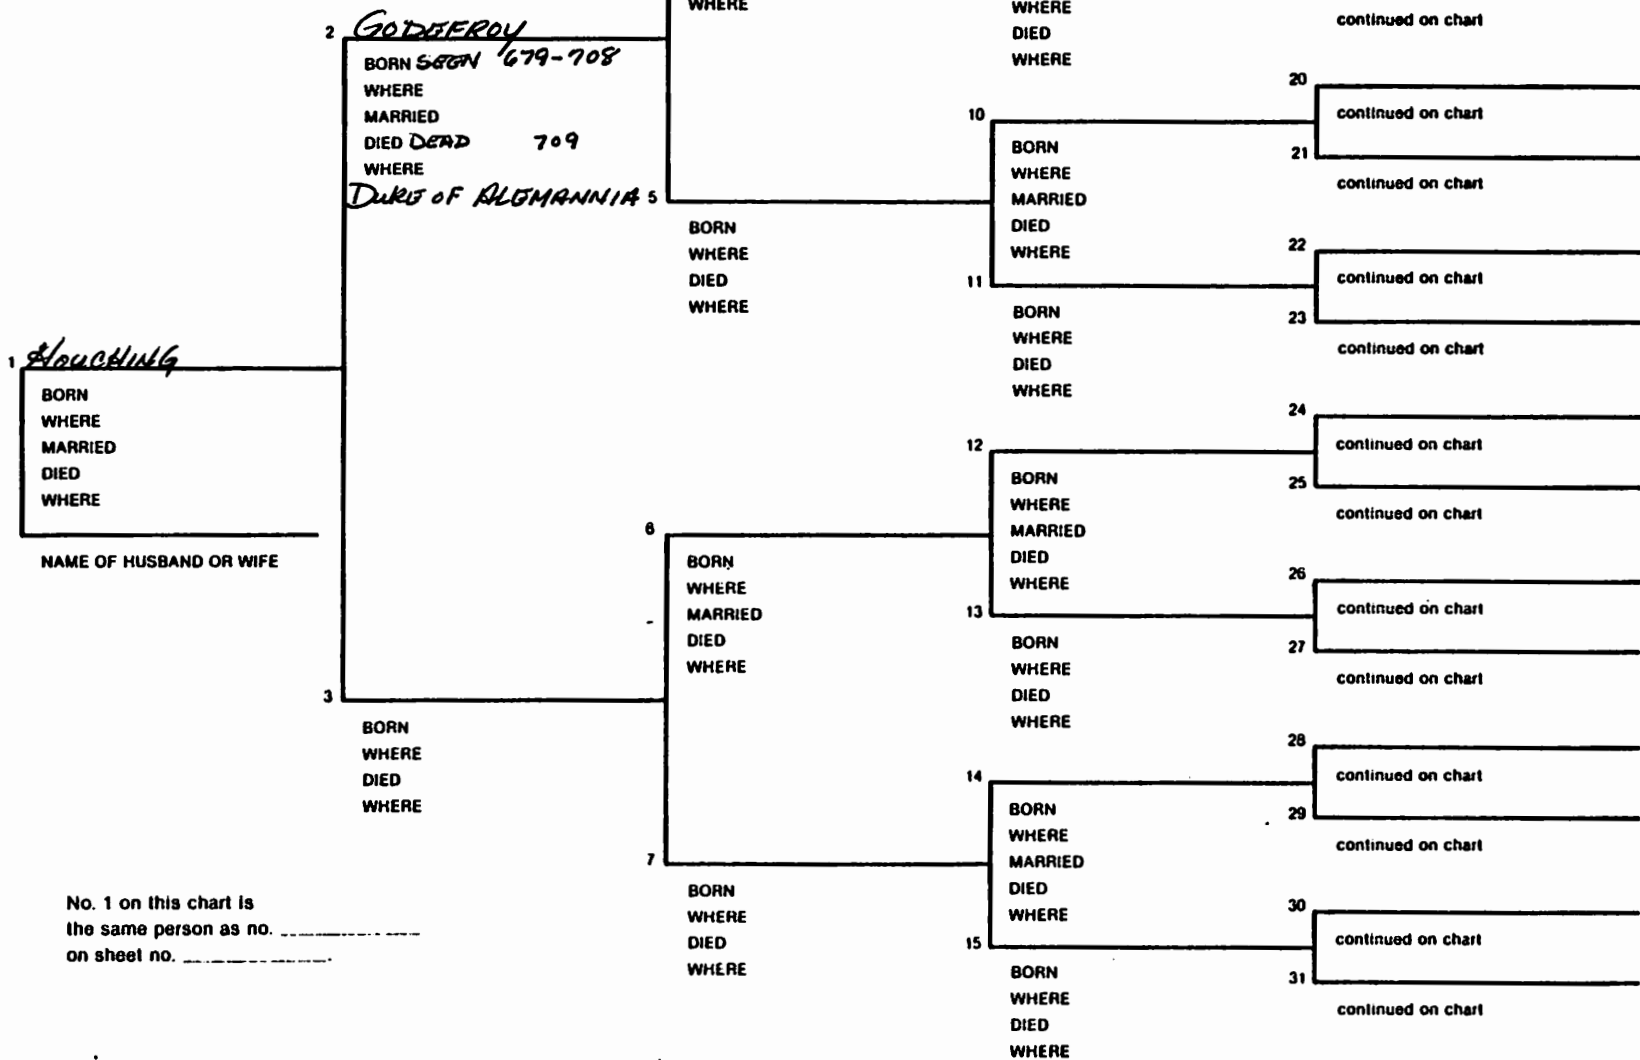 WHERE
WHERE
DIED
WHERE
continued on chart
2 GODEFROY
BORN SEEN 679-708
WHERE
MARRIED
DIED DEAD 709
WHERE
DUKE OF ALEMANNIA
5
BORN
WHERE
DIED
WHERE
10
BORN
WHERE
MARRIED
DIED
WHERE
11
BORN
WHERE
DIED
WHERE
20
continued on chart
21
continued on chart
22
continued on chart
23
continued on chart
1 HOUCHING
BORN
WHERE
MARRIED
DIED
WHERE
NAME OF HUSBAND OR WIFE
3
BORN
WHERE
DIED
WHERE
6
BORN
WHERE
MARRIED
DIED
WHERE
7
BORN
WHERE
DIED
WHERE
12
BORN
WHERE
MARRIED
DIED
WHERE
13
BORN
WHERE
DIED
WHERE
14
BORN
WHERE
MARRIED
DIED
WHERE
15
BORN
WHERE
DIED
WHERE
24
continued on chart
25
continued on chart
26
continued on chart
27
continued on chart
28
continued on chart
29
continued on chart
30
continued on chart
31
continued on chart
No. 1 on this chart is
the same person as no.
on sheet no.